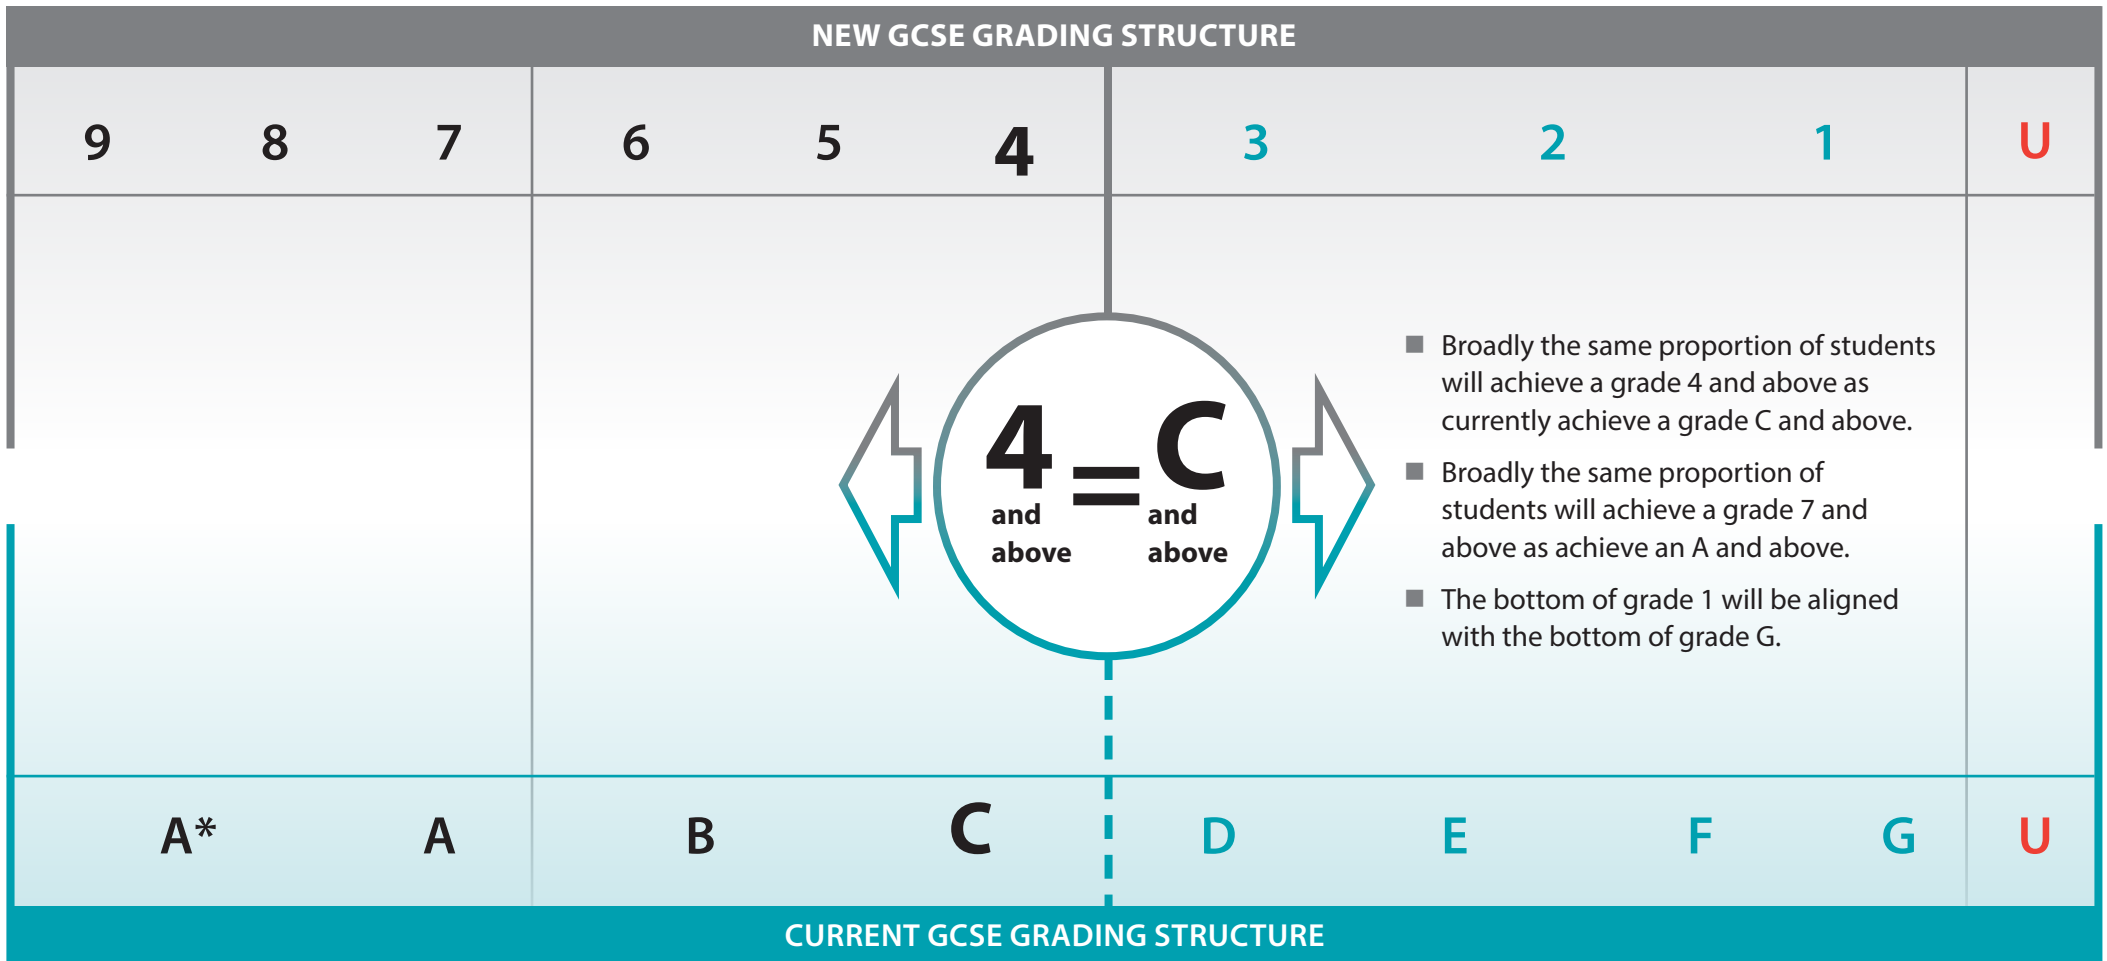 NEW GCSE GRADING STRUCTURE
9 8 7 6 5 4 3 2 1 U
4 = C
and and
above above
■ Broadly the same proportion of students
will achieve a grade 4 and above as
currently achieve a grade C and above.
■ Broadly the same proportion of
students will achieve a grade 7 and
above as achieve an A and above.
■ The bottom of grade 1 will be aligned
with the bottom of grade G.
A* A B C D E F G U
CURRENT GCSE GRADING STRUCTURE